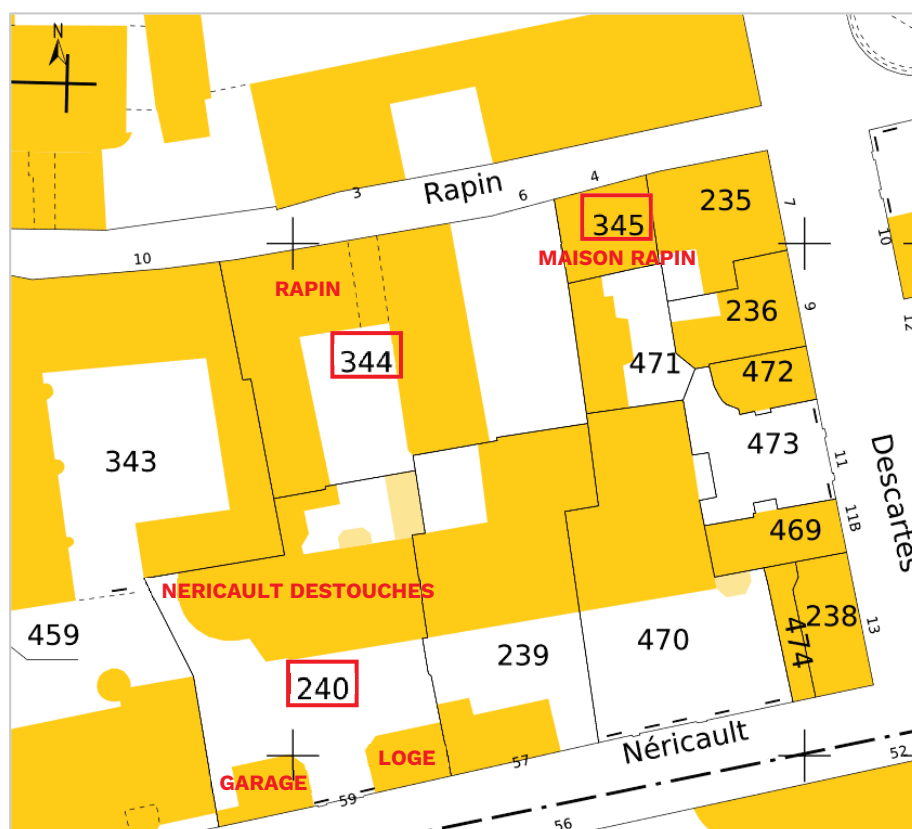 N
3
Rapin
4
6
10
345
MAISON RAPIN
235
7
10
12
RAPIN
344
236
9
471
472
343
473
11
Descartes
11B
469
NERICAULT DESTOUCHES
459
240
239
470
474
238
13
LOGE
GARAGE
59
57
Néricault
52
56